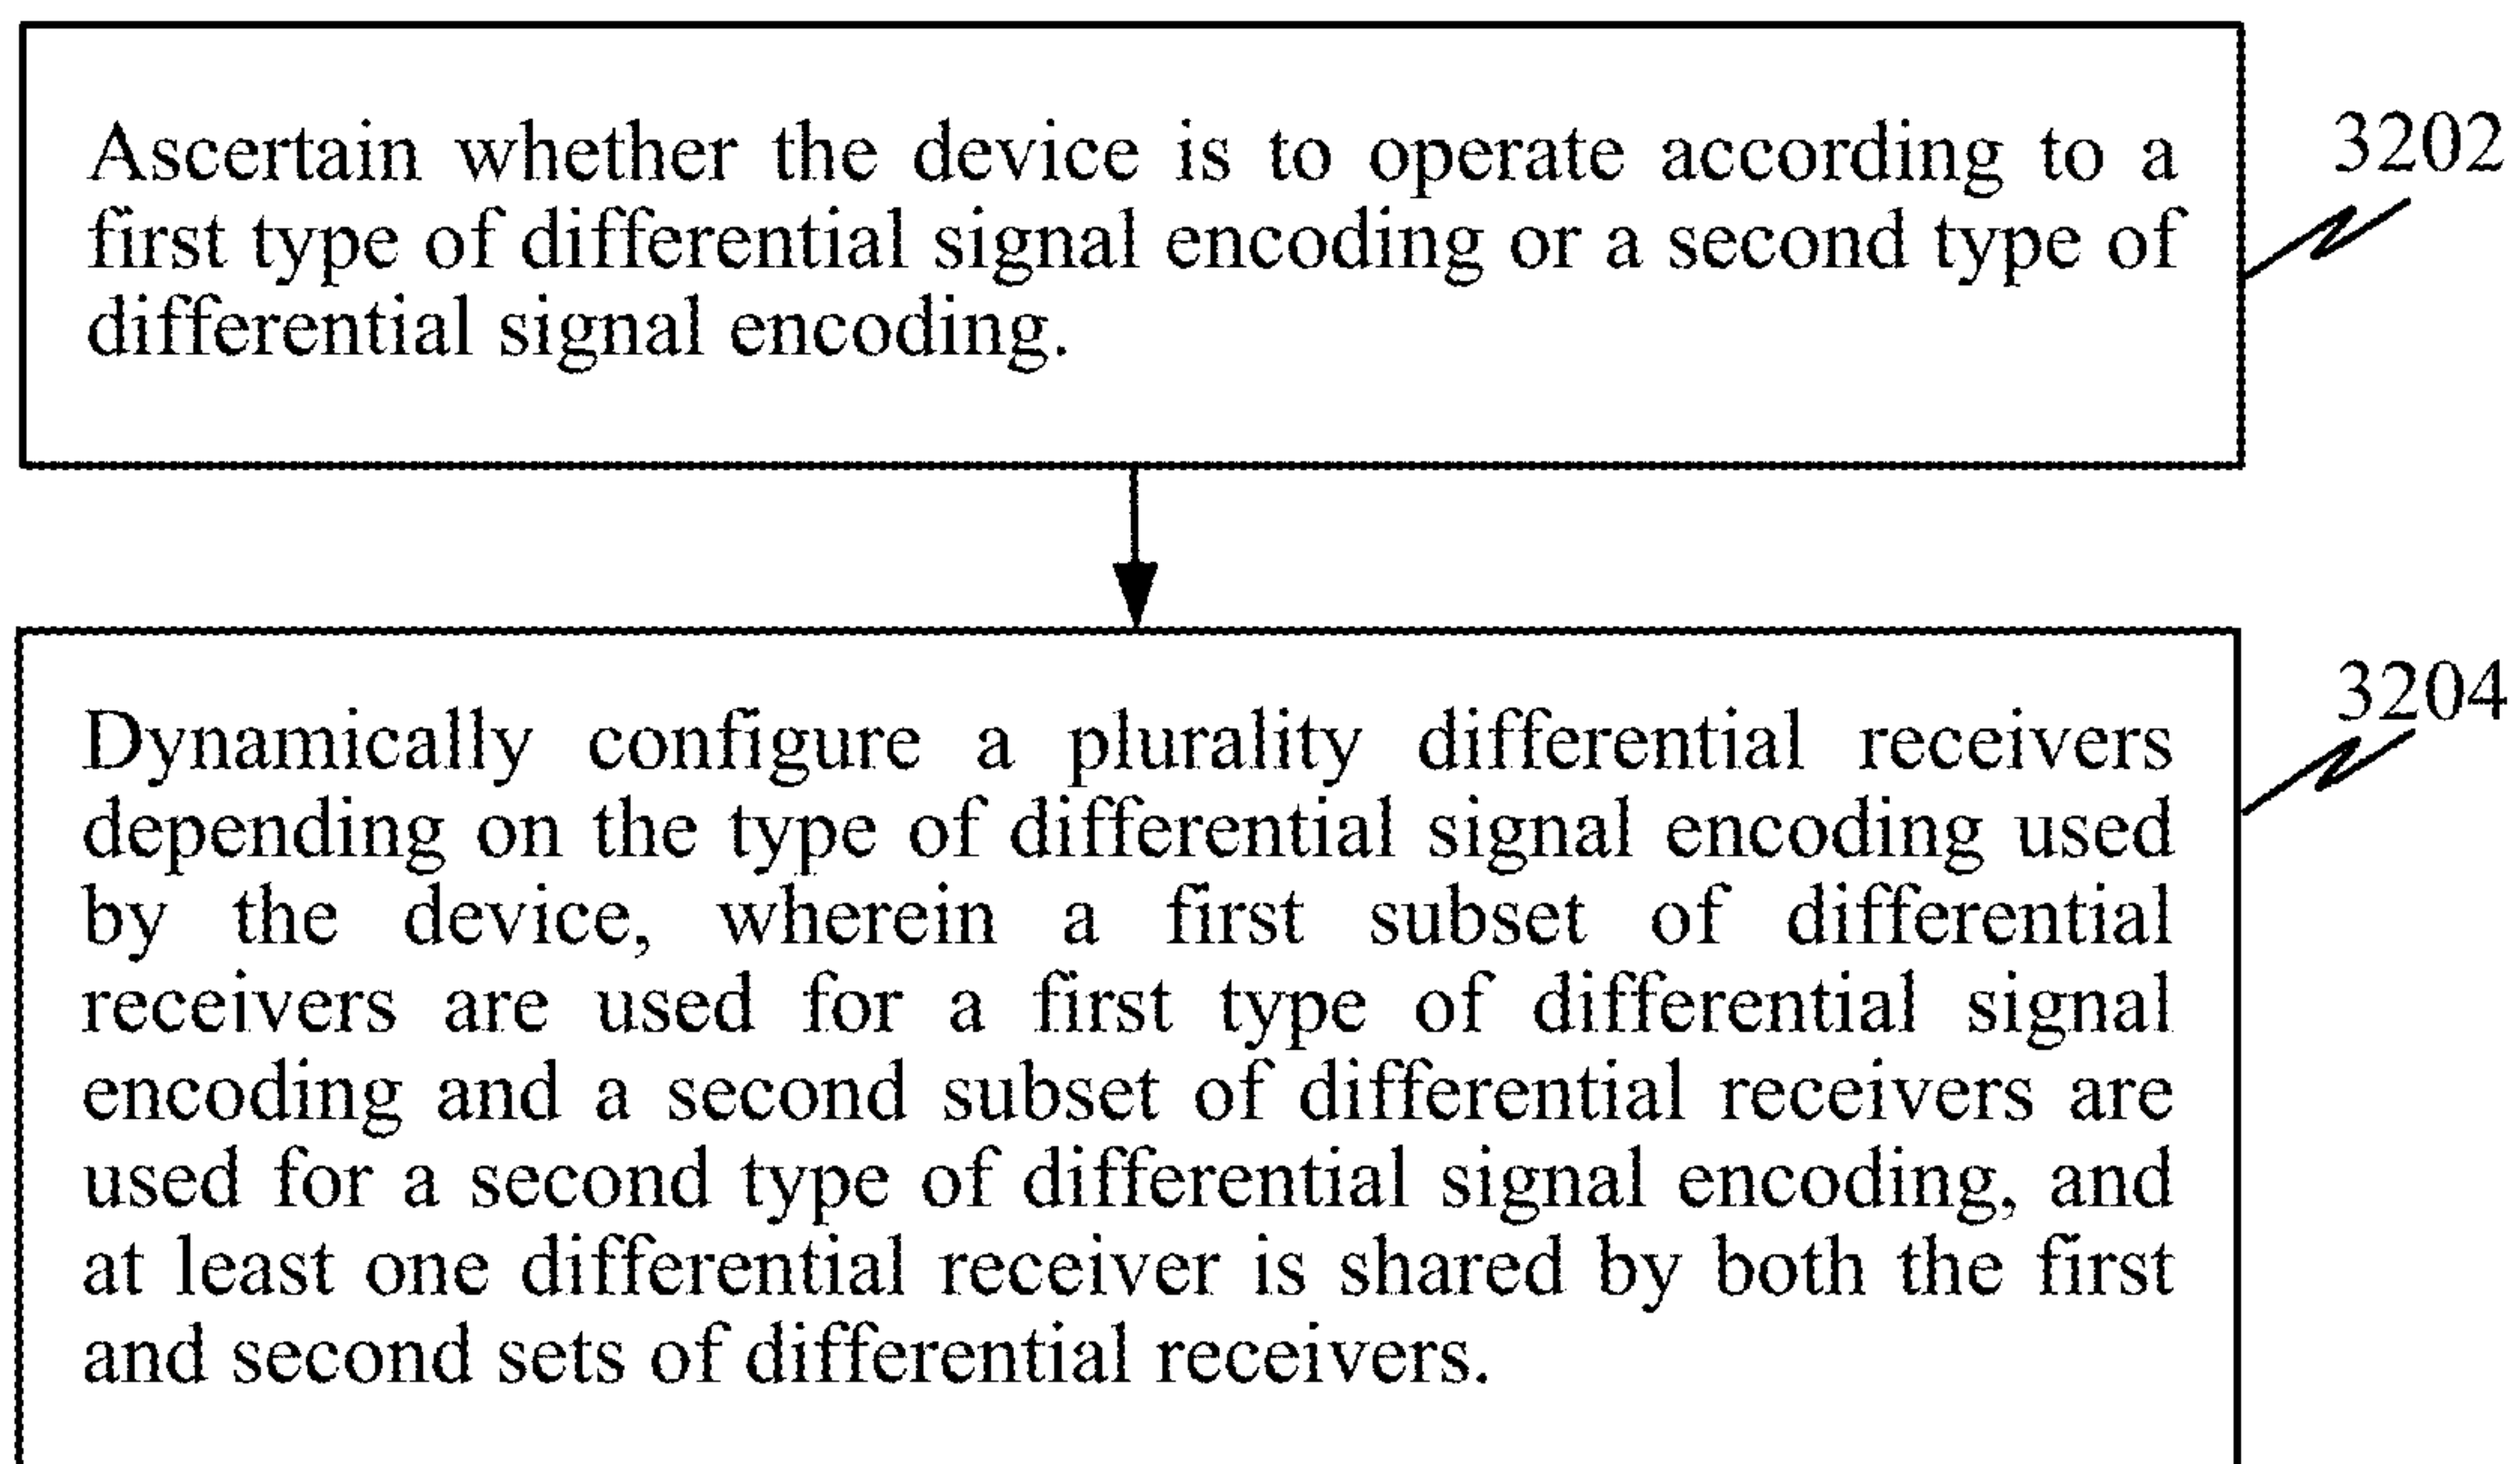 Ascertain whether the device is to operate according to a
first type of differential signal encoding or a second type of
differential signal encoding.
3202
Dynamically configure a plurality differential receivers
depending on the type of differential signal encoding used
by the device, wherein a first subset of differential
receivers are used for a first type of differential signal
encoding and a second subset of differential receivers are
used for a second type of differential signal encoding, and
at least one differential receiver is shared by both the first
and second sets of differential receivers.
3204